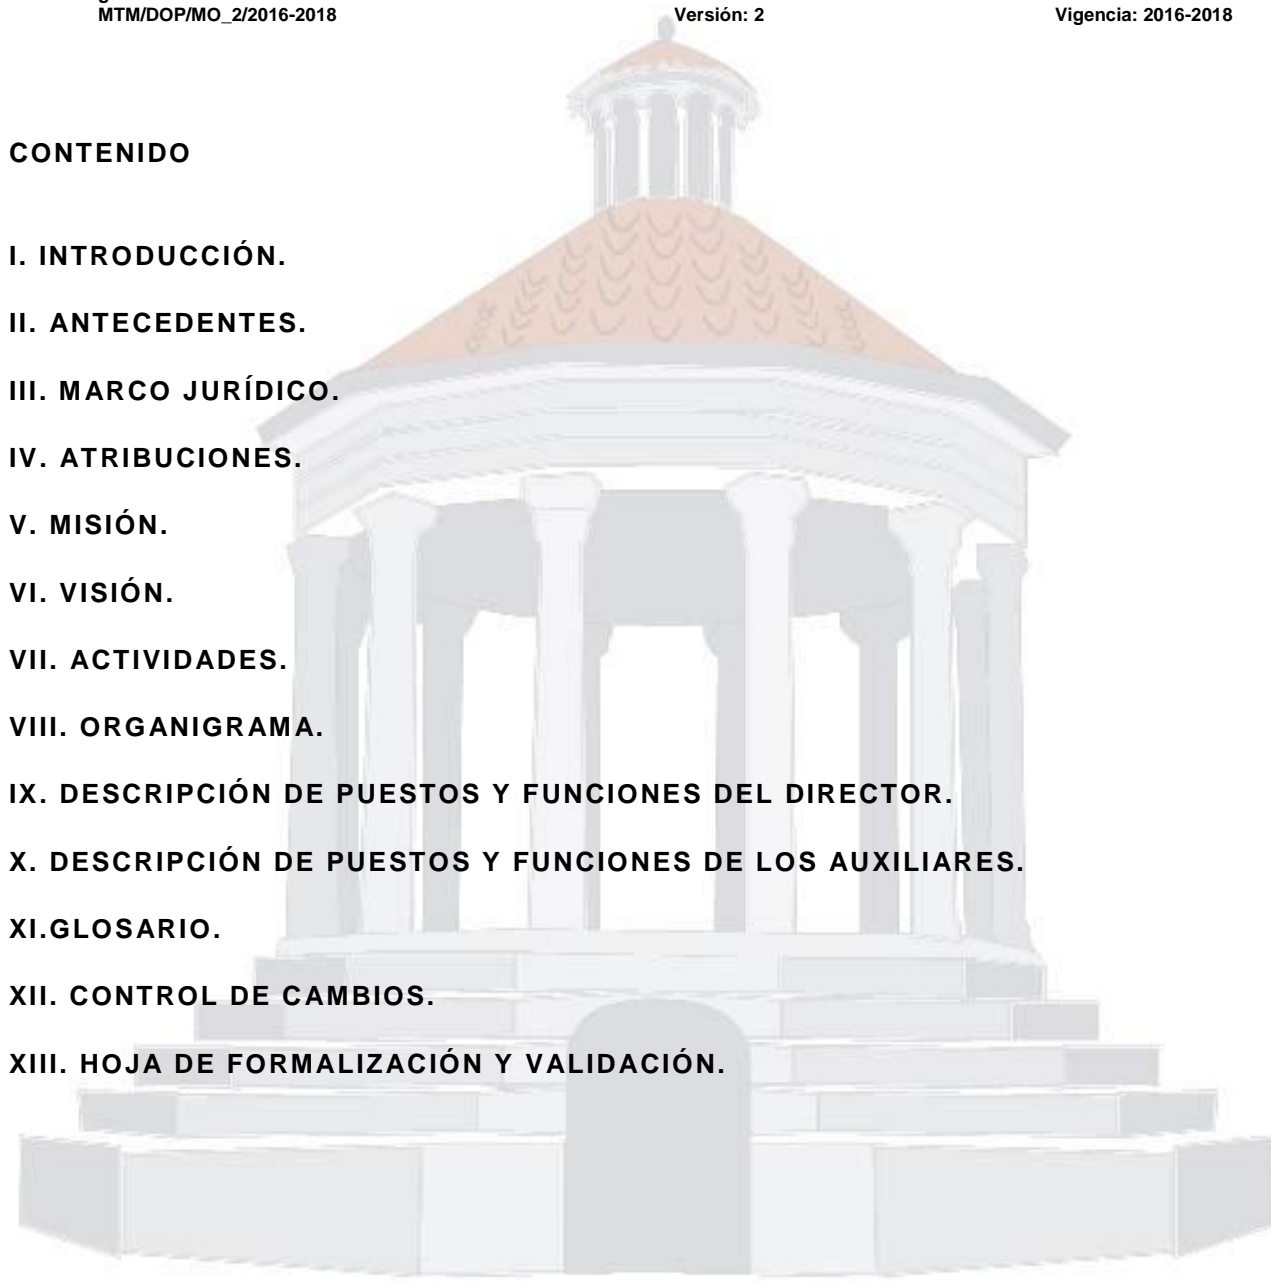 MTM/DOP/MO_2/2016-2018 Versión: 2 Vigencia: 2016-2018
CONTENIDO
I. INTRODUCCIÓN.
II. ANTECEDENTES.
III. MARCO JURÍDICO.
IV. ATRIBUCIONES.
V. MISIÓN.
VI. VISIÓN.
VII. ACTIVIDADES.
VIII. ORGANIGRAMA.
IX. DESCRIPCIÓN DE PUESTOS Y FUNCIONES DEL DIRECTOR.
X. DESCRIPCIÓN DE PUESTOS Y FUNCIONES DE LOS AUXILIARES.
XI.GLOSARIO.
XII. CONTROL DE CAMBIOS.
XIII. HOJA DE FORMALIZACIÓN Y VALIDACIÓN.